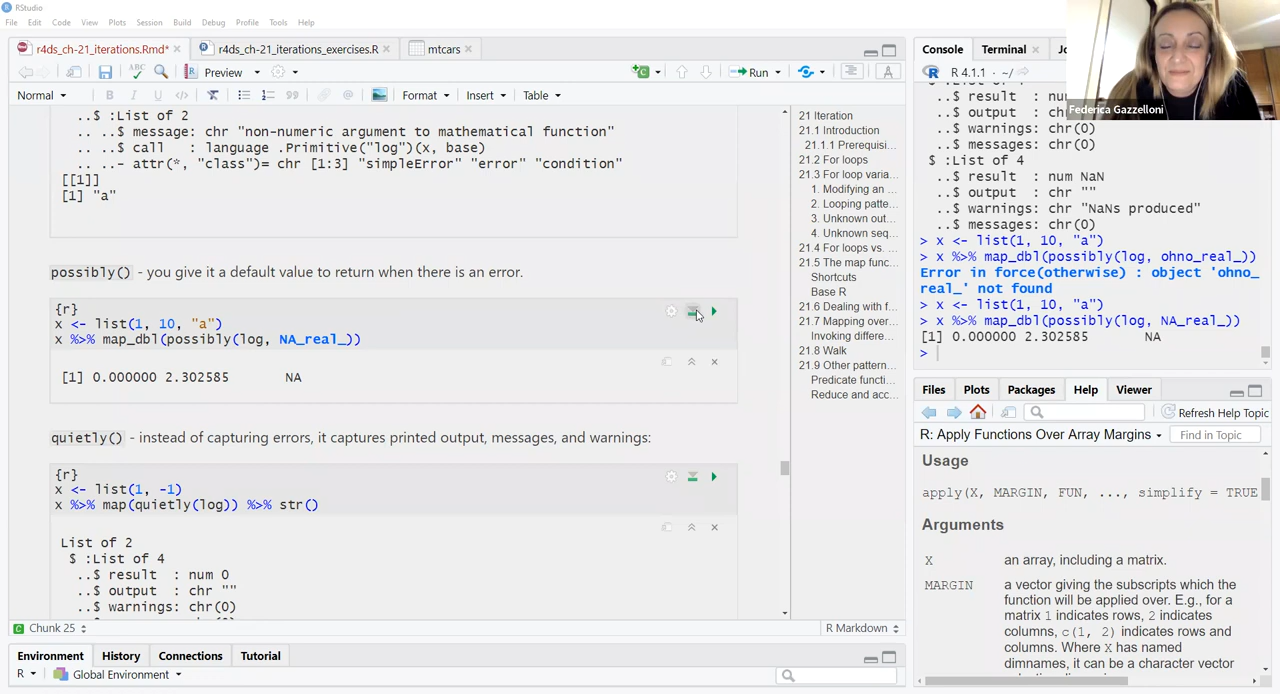 RStudio
File Edit Code View Plots Session Build Debug Profile Tools Help
r4ds_ch-21_iterations.Rmd* r4ds_ch-21_iterations_exercises.R mtcars
ABC Preview Run
Normal B I U </> Format Insert Table
..$ :List of 2
.. ..$ message: chr "non-numeric argument to mathematical function"
.. ..$ call : language .Primitive("log")(x, base)
.. ..- attr(*, "class")= chr [1:3] "simpleError" "error" "condition"
[[1]]
[1] "a"
possibly() - you give it a default value to return when there is an error.
{r}
x <- list(1, 10, "a")
x %>% map_dbl(possibly(log, NA_real_))
[1] 0.000000 2.302585 NA
quietly() - instead of capturing errors, it captures printed output, messages, and warnings:
{r}
x <- list(1, -1)
x %>% map(quietly(log)) %>% str()
List of 2
$ :List of 4
..$ result : num 0
..$ output : chr ""
..$ warnings: chr(0)
Chunk 25 R Markdown
21 Iteration
21.1 Introduction
21.1.1 Prerequisi...
21.2 For loops
21.3 For loop varia...
1. Modifying an ...
2. Looping patte...
3. Unknown out...
4. Unknown seq...
21.4 For loops vs. ...
21.5 The map func...
Shortcuts
Base R
21.6 Dealing with f...
21.7 Mapping over...
Invoking differe...
21.8 Walk
21.9 Other pattern...
Predicate functi...
Reduce and acc...
Environment History Connections Tutorial
R Global Environment
Console Terminal Jo
R 4.1.1 · ~/
..$ result : nu
..$ output : ch
..$ warnings: chr(0)
..$ messages: chr(0)
$ :List of 4
..$ result : num NaN
..$ output : chr ""
..$ warnings: chr "NaNs produced"
..$ messages: chr(0)
> x <- list(1, 10, "a")
> x %>% map_dbl(possibly(log, ohno_real_))
Error in force(otherwise) : object 'ohno_
real_' not found
> x <- list(1, 10, "a")
> x %>% map_dbl(possibly(log, NA_real_))
[1] 0.000000 2.302585 NA
>
Federica Gazzelloni
Files Plots Packages Help Viewer
Refresh Help Topic
R: Apply Functions Over Array Margins Find in Topic
Usage
apply(X, MARGIN, FUN, ..., simplify = TRUE
Arguments
X an array, including a matrix.
MARGIN a vector giving the subscripts which the
function will be applied over. E.g., for a
matrix 1 indicates rows, 2 indicates
columns, c(1, 2) indicates rows and
columns. Where X has named
dimnames, it can be a character vector